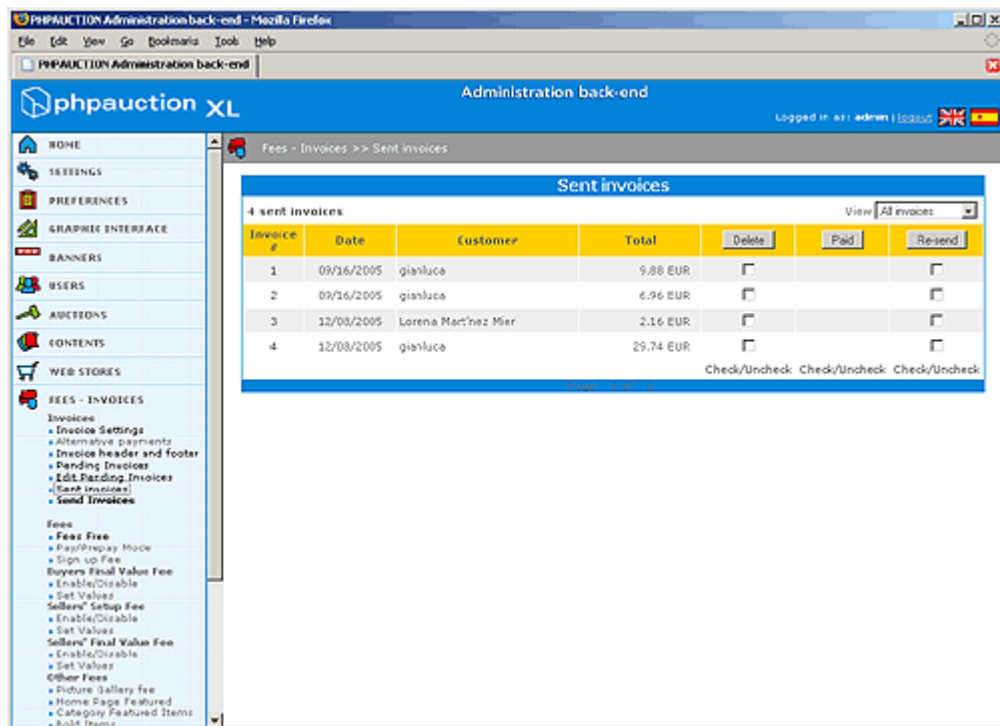 PHPAUCTION Administration back-end - Mozilla Firefox
File Edit View Go Bookmarks Tools Help
PHPAUCTION Administration back-end
phpauction XL
Administration back-end
Logged in as: admin | logout
HOME
SETTINGS
PREFERENCES
GRAPHIC INTERFACE
BANNERS
USERS
AUCTIONS
CONTENTS
WEB STORES
FEES - INVOICES
Invoices
Invoice Settings
Alternative payments
Invoice header and footer
Pending Invoices
Edit Pending Invoices
Sent invoices
Send Invoices
Fees
Fees Free
Pay/Prepay Mode
Sign up Fee
Buyers Final Value Fee
Enable/Disable
Set Values
Sellers' Setup Fee
Enable/Disable
Set Values
Sellers' Final Value Fee
Enable/Disable
Set Values
Other Fees
Picture Gallery fee
Home Page Featured
Category Featured Items
Bold Items
Fees - Invoices >> Sent invoices
Sent invoices
4 sent invoices View All invoices
Invoice # Date Customer Total Delete Paid Re-send
1 09/16/2005 gianluca 9.88 EUR
2 09/16/2005 gianluca 6.96 EUR
3 12/08/2005 Lorena Mart'nez Mier 2.16 EUR
4 12/08/2005 gianluca 29.74 EUR
Check/Uncheck Check/Uncheck Check/Uncheck